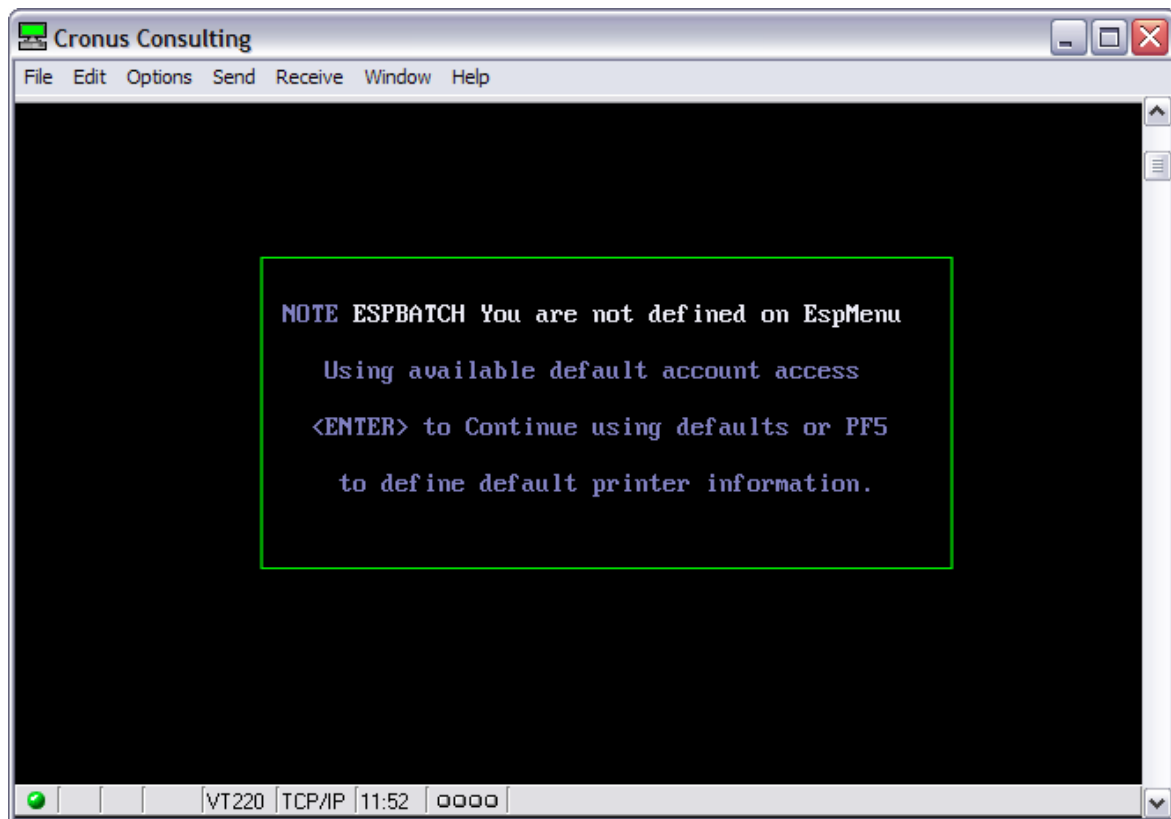 Cronus Consulting
File Edit Options Send Receive Window Help
NOTE ESPBATCH You are not defined on EspMenu
Using available default account access
<ENTER> to Continue using defaults or PF5
to define default printer information.
VT220 TCP/IP 11:52 oooo